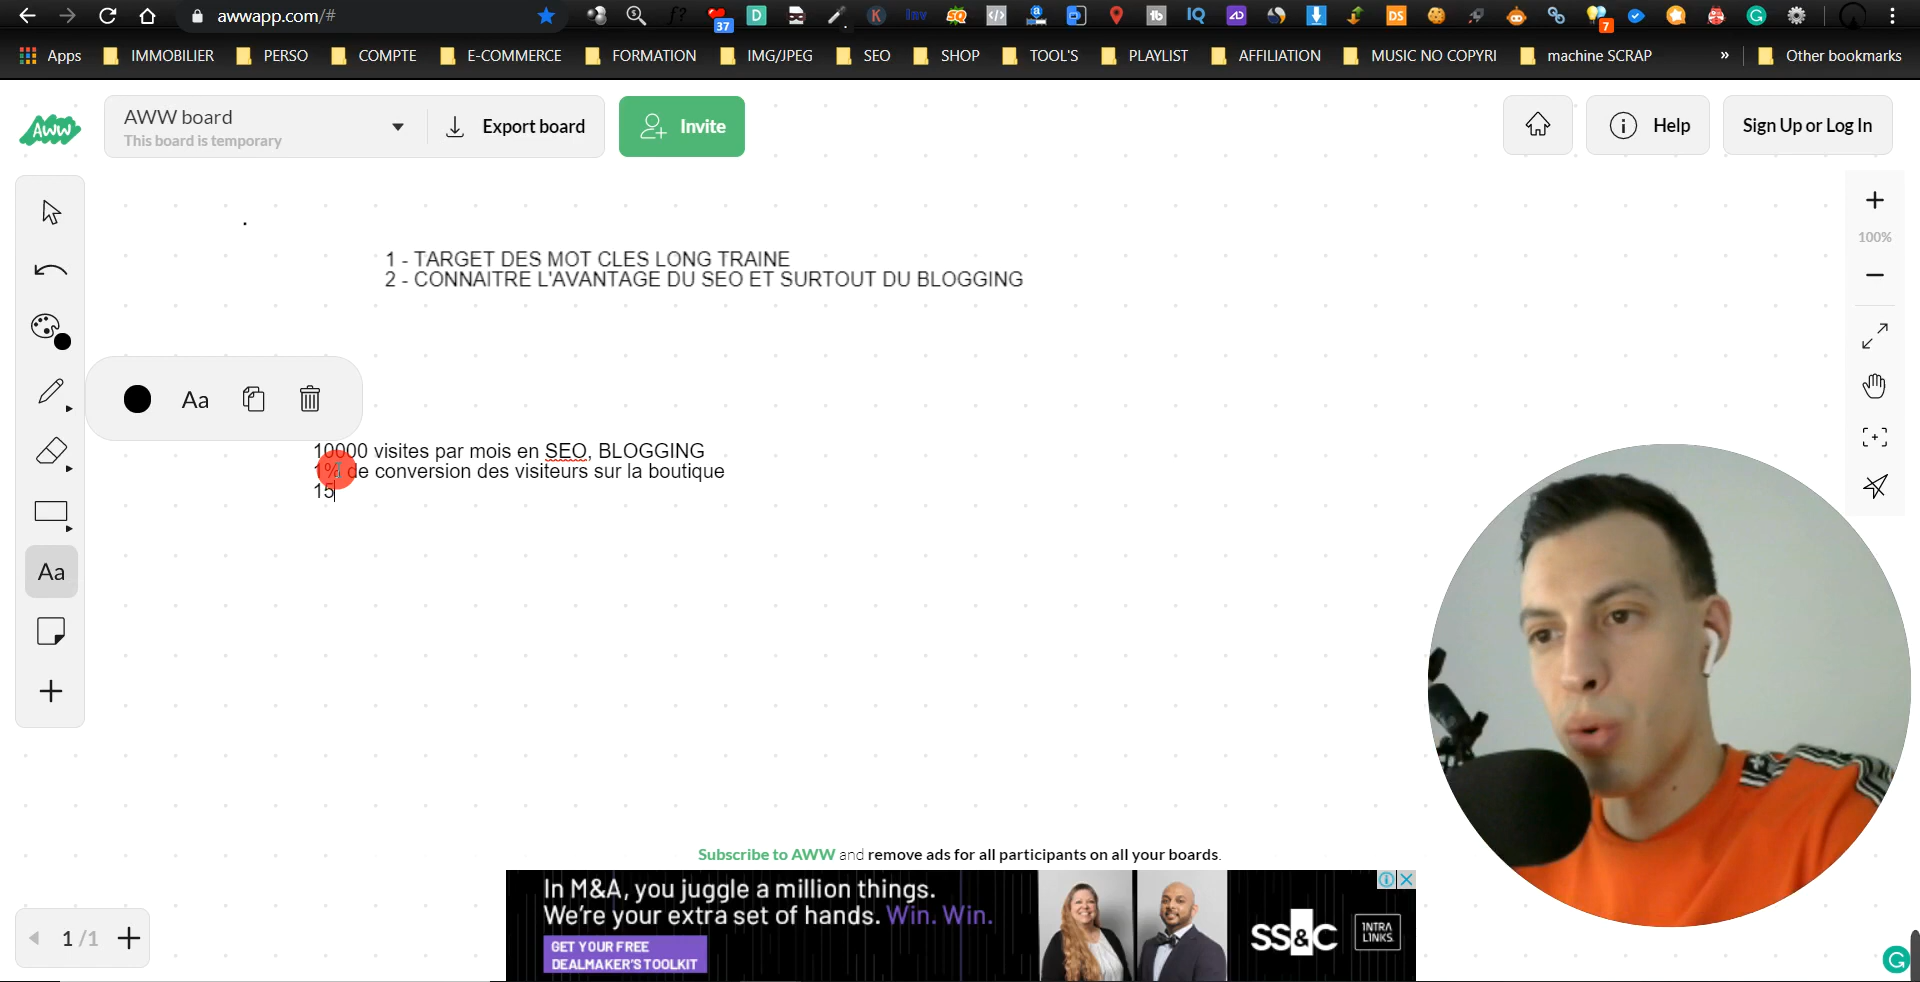 awwapp.com/#
37
7
Apps
IMMOBILIER
PERSO
COMPTE
E-COMMERCE
FORMATION
IMG/JPEG
SEO
SHOP
TOOL'S
PLAYLIST
AFFILIATION
MUSIC NO COPYRI
machine SCRAP
»
Other bookmarks
AWW
AWW board
This board is temporary
Export board
Invite
Help
Sign Up or Log In
100%
1 - TARGET DES MOT CLES LONG TRAINE
2 - CONNAITRE L'AVANTAGE DU SEO ET SURTOUT DU BLOGGING
Aa
10000 visites par mois en SEO, BLOGGING
1% de conversion des visiteurs sur la boutique
15
Aa
Subscribe to AWW and remove ads for all participants on all your boards.
In M&A, you juggle a million things.
We're your extra set of hands. Win. Win.
GET YOUR FREE
DEALMAKER'S TOOLKIT
SS&C
INTRA
LINKS
1 /1